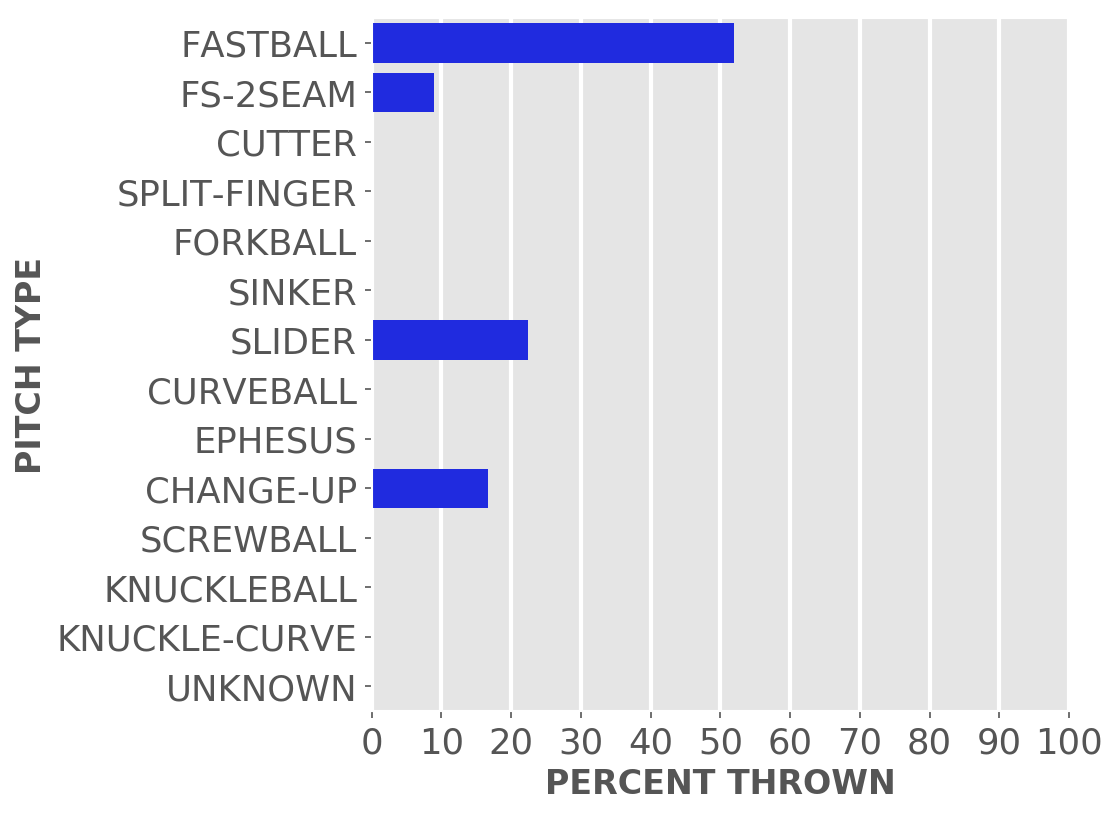 FASTBALL
FS-2SEAM
CUTTER
SPLIT-FINGER
FORKBALL
SINKER
SLIDER
CURVEBALL
EPHESUS
CHANGE-UP
SCREWBALL
KNUCKLEBALL
KNUCKLE-CURVE
UNKNOWN
PITCH TYPE
0 10 20 30 40 50 60 70 80 90 100
PERCENT THROWN